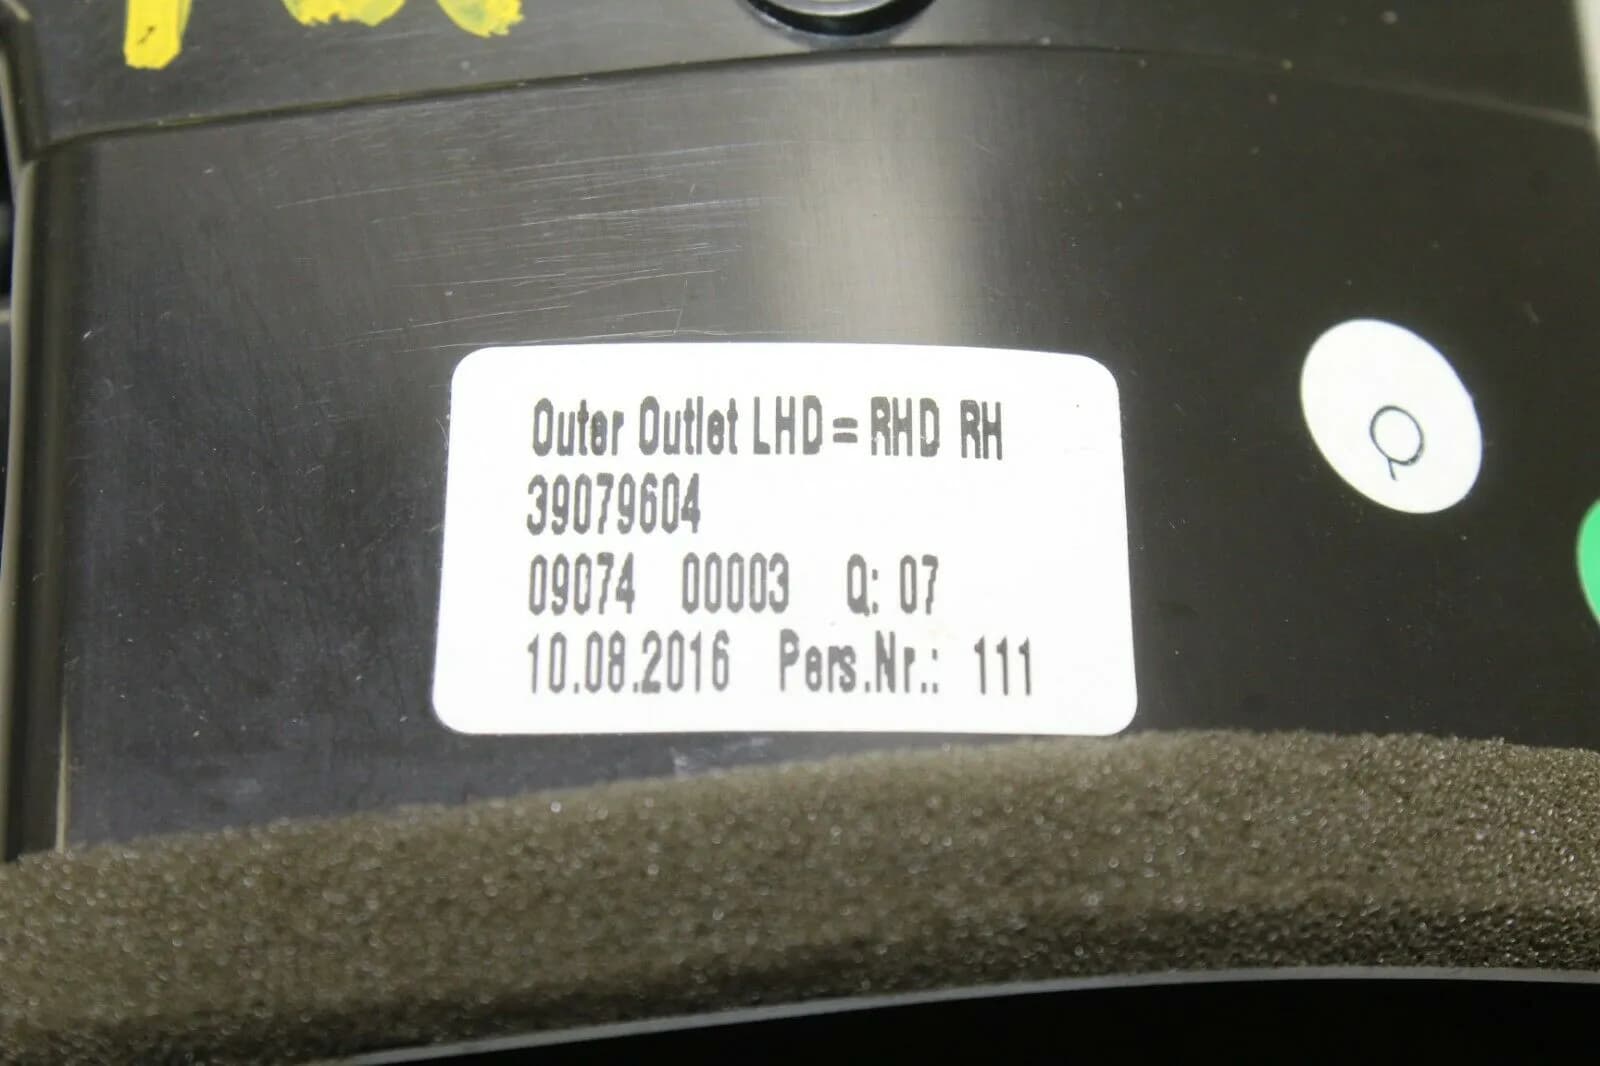 Outer Outlet LHD = RHD RH
39079604
09074 00003 Q: 07
10.08.2016 Pers.Nr.: 111
Q